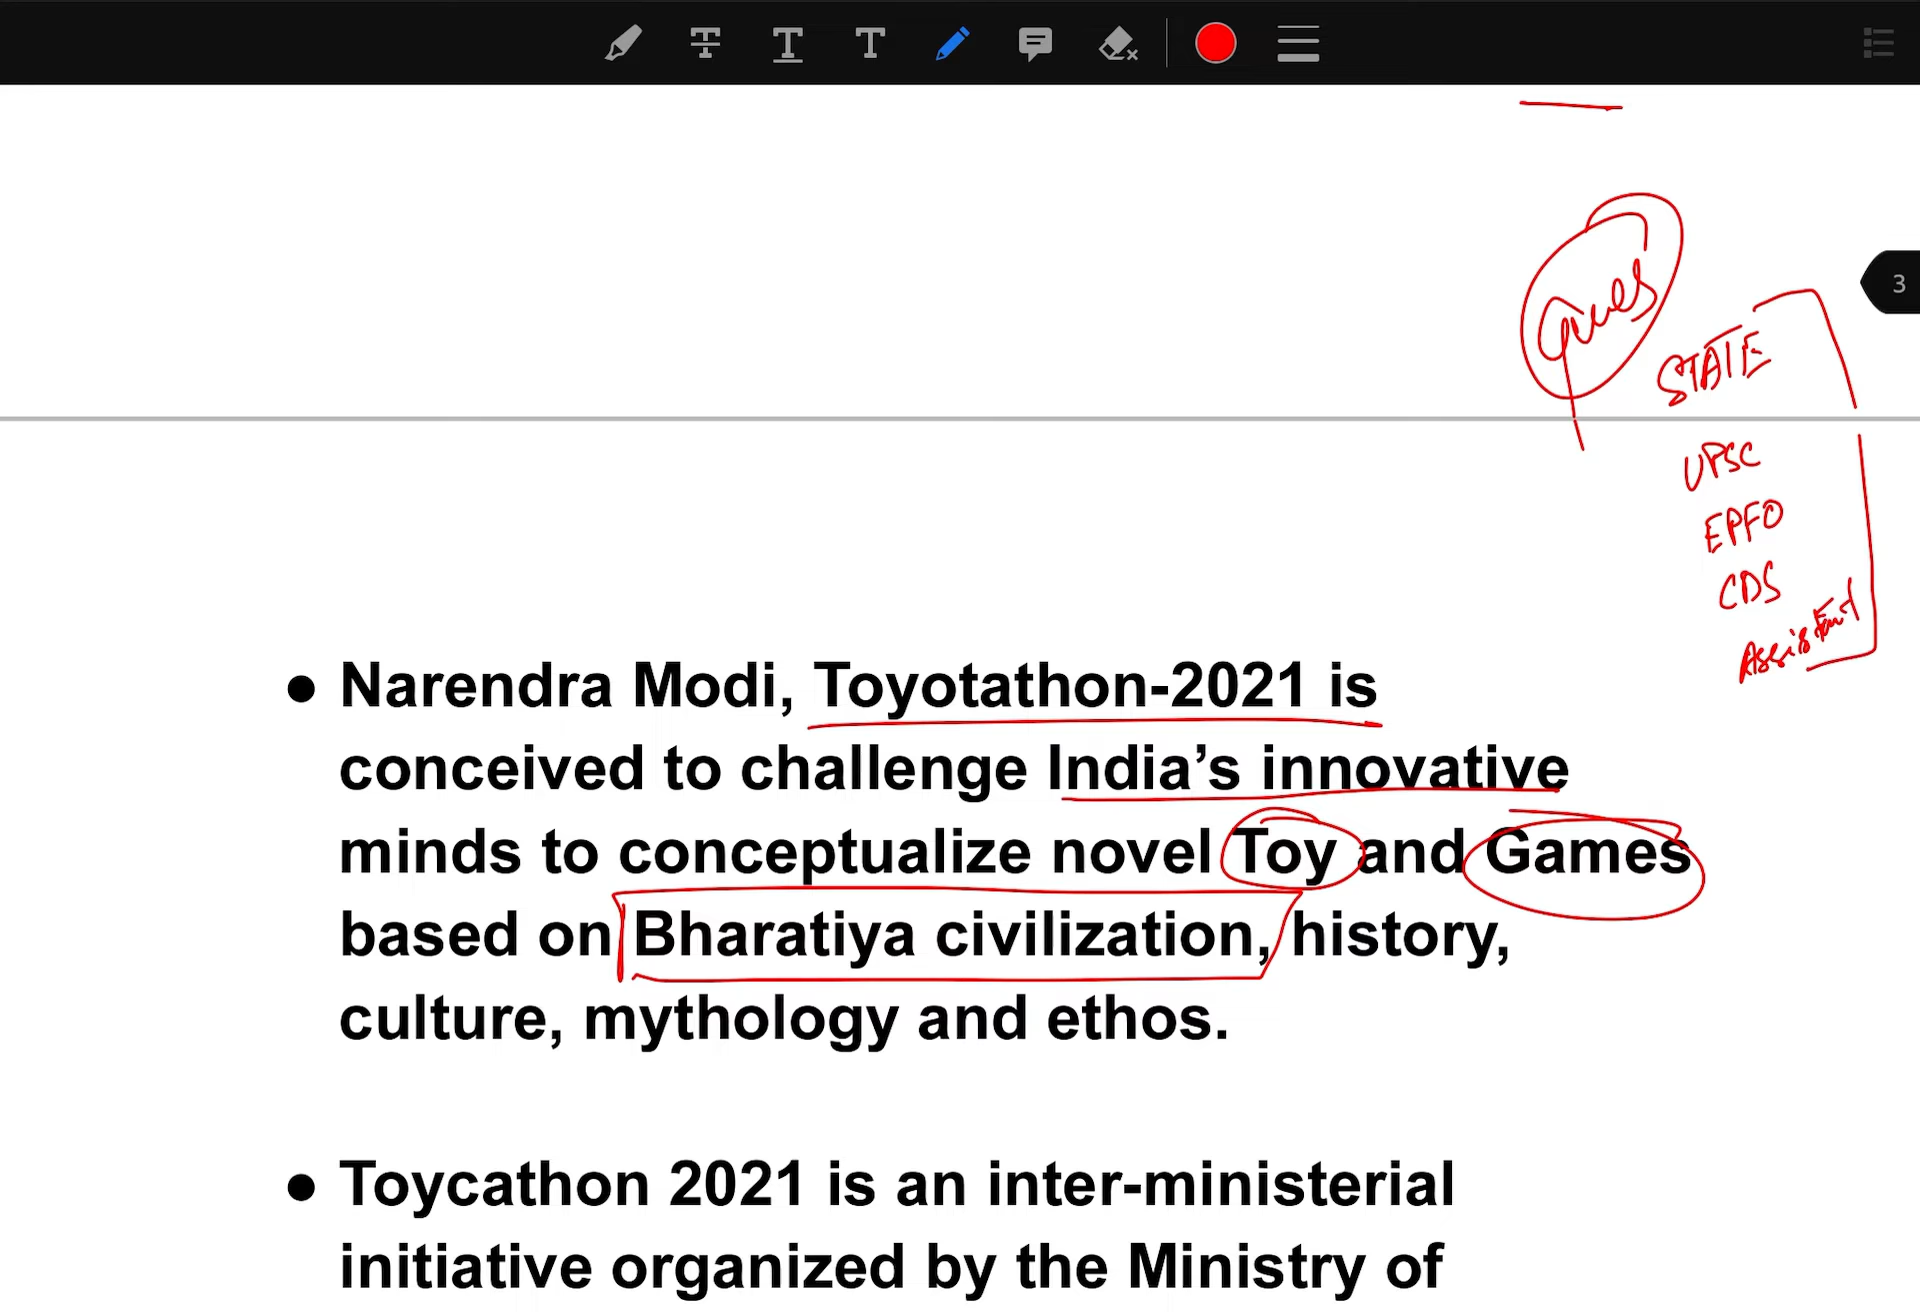 Ques
3
STATE
UPSC
EPFO
CDS
Assistant
• Narendra Modi, Toyotathon-2021 is
conceived to challenge India’s innovative
minds to conceptualize novel Toy and Games
based on Bharatiya civilization, history,
culture, mythology and ethos.
• Toycathon 2021 is an inter-ministerial
initiative organized by the Ministry of